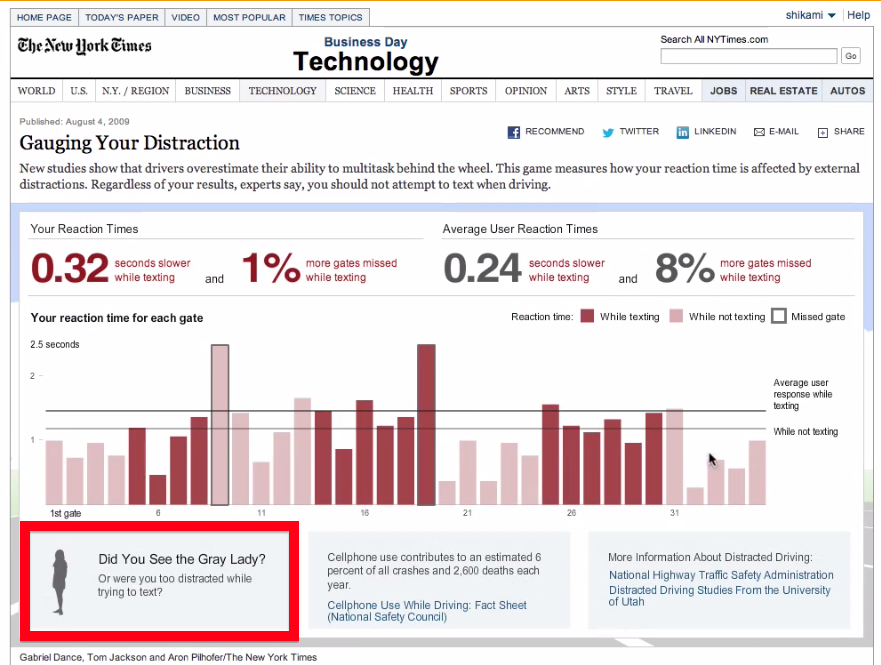 HOME PAGE TODAY'S PAPER VIDEO MOST POPULAR TIMES TOPICS
shikami Help
The New York Times
Business Day
Technology
Search All NYTimes.com
Go
WORLD U.S. N.Y. / REGION BUSINESS TECHNOLOGY SCIENCE HEALTH SPORTS OPINION ARTS STYLE TRAVEL JOBS REAL ESTATE AUTOS
Published: August 4, 2009
Gauging Your Distraction
RECOMMEND TWITTER LINKEDIN E-MAIL SHARE
New studies show that drivers overestimate their ability to multitask behind the wheel. This game measures how your reaction time is affected by external
distractions. Regardless of your results, experts say, you should not attempt to text when driving.
Your Reaction Times
0.32 seconds slower
while texting
and
1% more gates missed
while texting
Average User Reaction Times
0.24 seconds slower
while texting
and
8% more gates missed
while texting
Your reaction time for each gate
Reaction time: While texting While not texting Missed gate
2.5 seconds
2
1
Average user
response while
texting
While not texting
1st gate 6 11 16 21 26 31
Did You See the Gray Lady?
Or were you too distracted while
trying to text?
Cellphone use contributes to an estimated 6
percent of all crashes and 2,600 deaths each
year.
Cellphone Use While Driving: Fact Sheet
(National Safety Council)
More Information About Distracted Driving:
National Highway Traffic Safety Administration
Distracted Driving Studies From the University
of Utah
Gabriel Dance, Tom Jackson and Aron Pilhofer/The New York Times